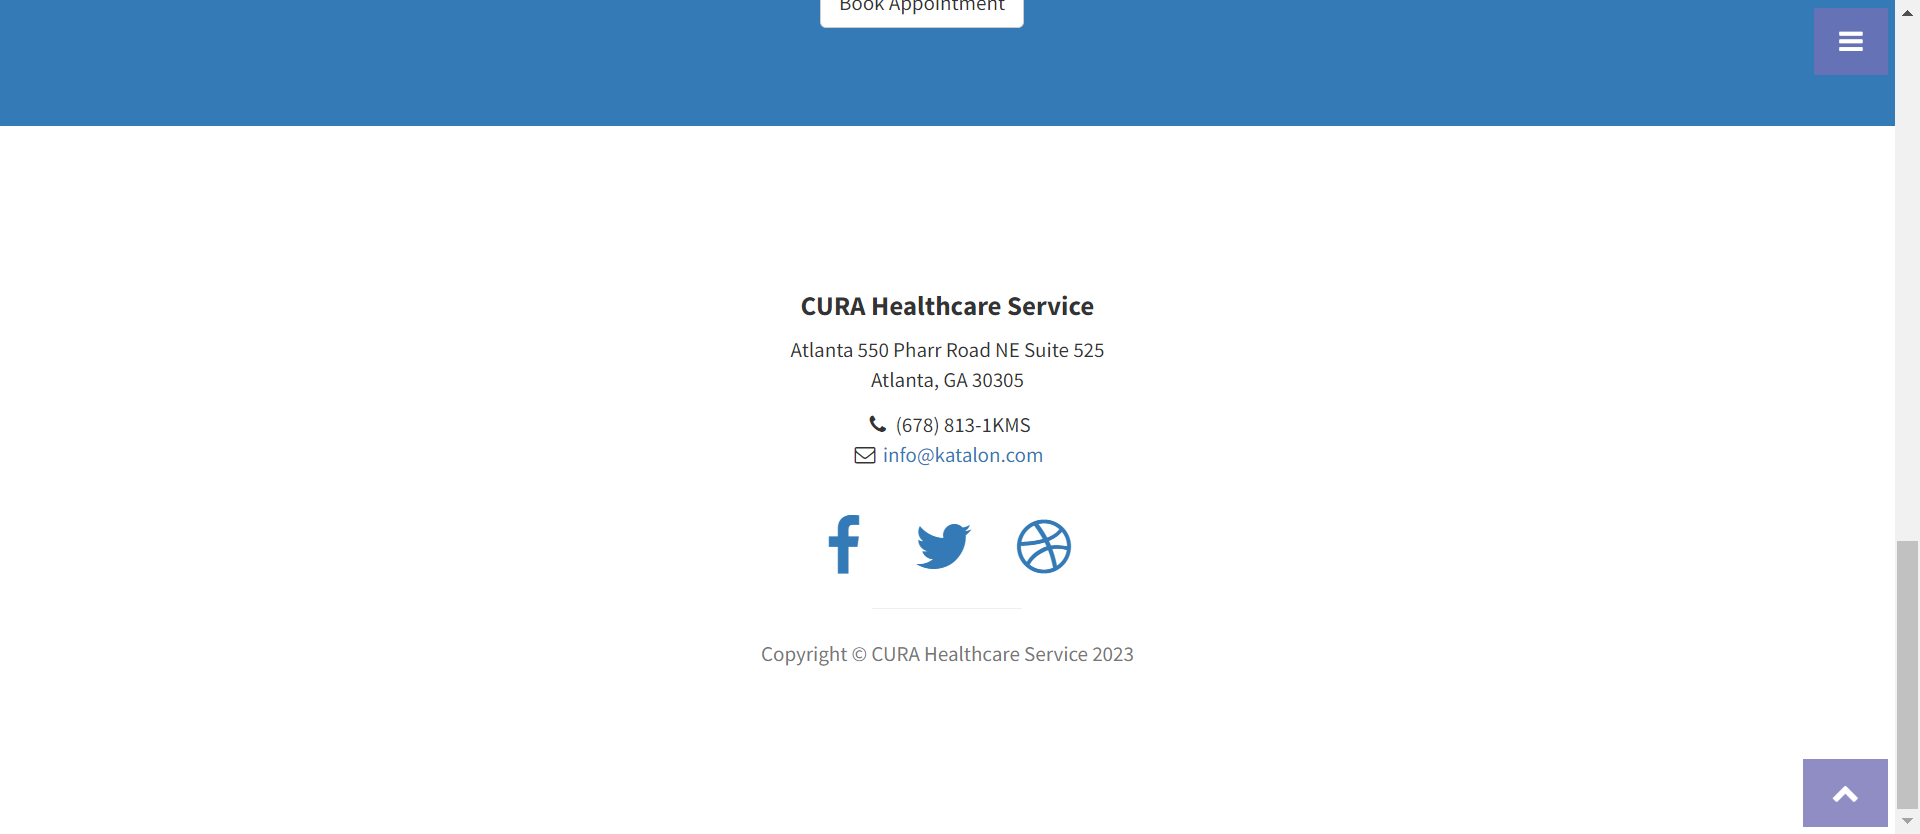 Book Appointment
CURA Healthcare Service
Atlanta 550 Pharr Road NE Suite 525
Atlanta, GA 30305
(678) 813-1KMS
info@katalon.com
Copyright © CURA Healthcare Service 2023